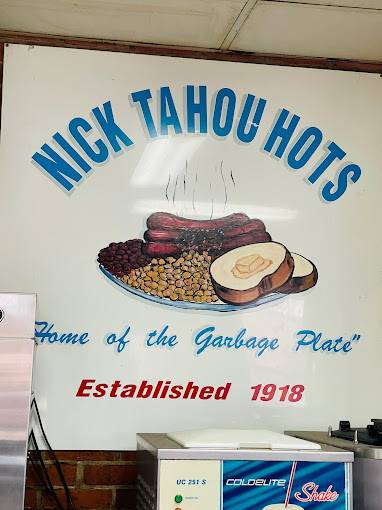 NICK TAHOU HOTS
"Home of the Garbage Plate"
Established 1918
UC 251 S
COLDELITE
Shake